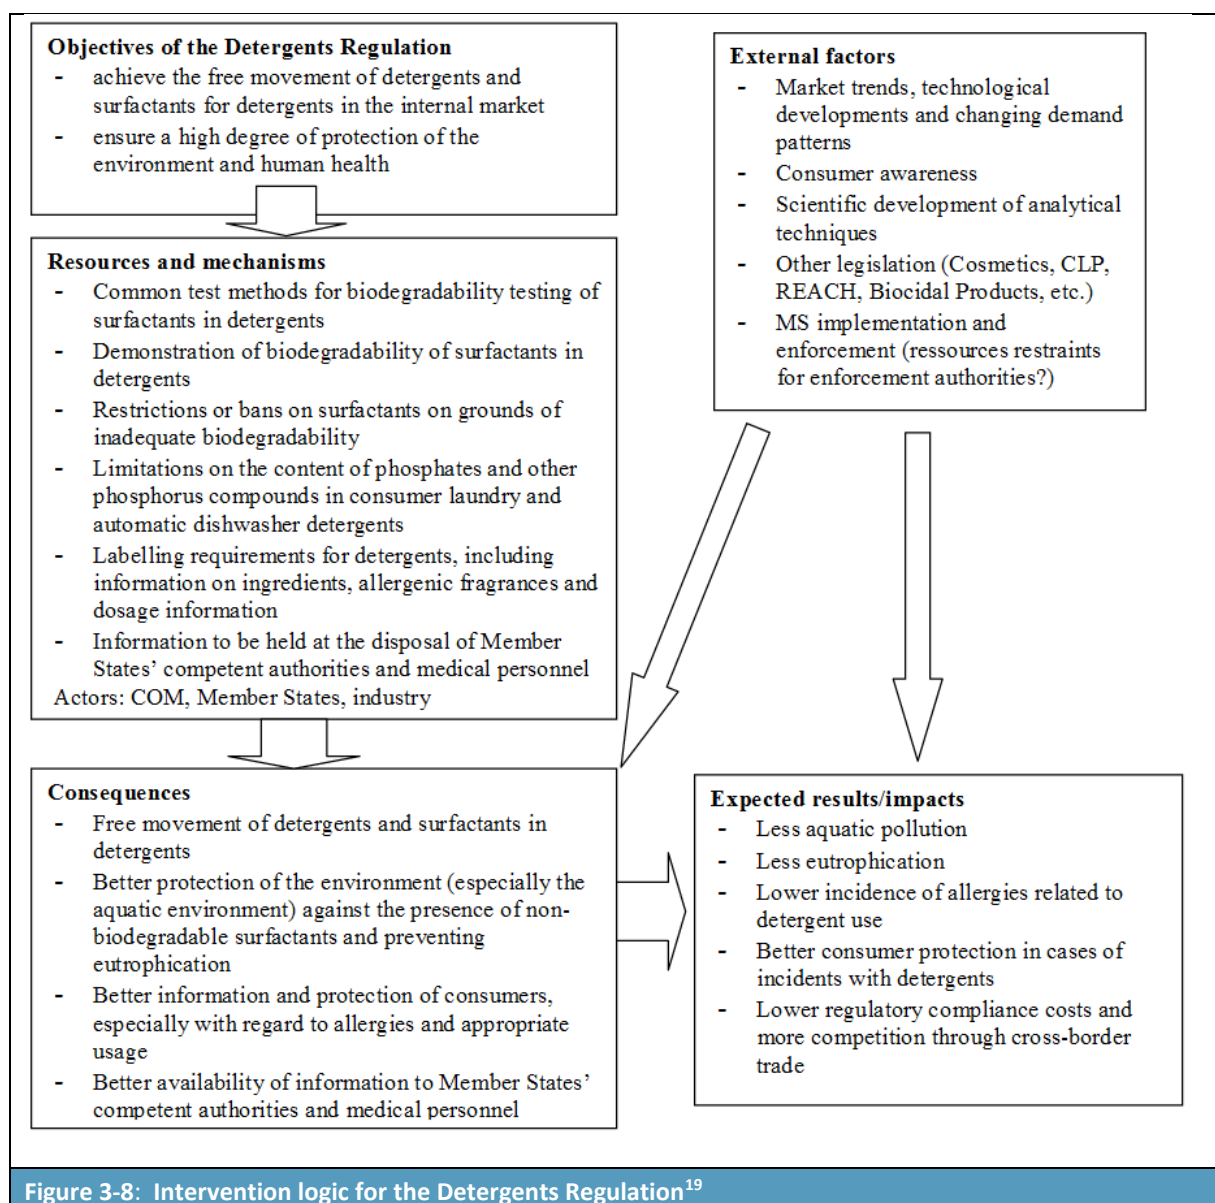 Objectives of the Detergents Regulation
- achieve the free movement of detergents and
surfactants for detergents in the internal market
- ensure a high degree of protection of the
environment and human health
Resources and mechanisms
- Common test methods for biodegradability testing of
surfactants in detergents
- Demonstration of biodegradability of surfactants in
detergents
- Restrictions or bans on surfactants on grounds of
inadequate biodegradability
- Limitations on the content of phosphates and other
phosphorus compounds in consumer laundry and
automatic dishwasher detergents
- Labelling requirements for detergents, including
information on ingredients, allergenic fragrances and
dosage information
- Information to be held at the disposal of Member
States’ competent authorities and medical personnel
Actors: COM, Member States, industry
Consequences
- Free movement of detergents and surfactants in
detergents
- Better protection of the environment (especially the
aquatic environment) against the presence of non-
biodegradable surfactants and preventing
eutrophication
- Better information and protection of consumers,
especially with regard to allergies and appropriate
usage
- Better availability of information to Member States’
competent authorities and medical personnel
External factors
- Market trends, technological
developments and changing demand
patterns
- Consumer awareness
- Scientific development of analytical
techniques
- Other legislation (Cosmetics, CLP,
REACH, Biocidal Products, etc.)
- MS implementation and
enforcement (ressources restraints
for enforcement authorities?)
Expected results/impacts
- Less aquatic pollution
- Less eutrophication
- Lower incidence of allergies related to
detergent use
- Better consumer protection in cases of
incidents with detergents
- Lower regulatory compliance costs and
more competition through cross-border
trade
Figure 3-8: Intervention logic for the Detergents Regulation19